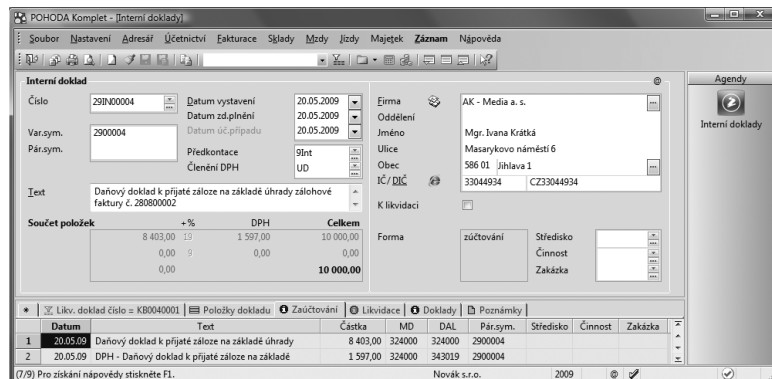 POHODA Komplet - [Interní doklady]
Soubor Nastavení Adresář Účetnictví Fakturace Sklady Mzdy Jízdy Majetek Záznam Nápověda
Interní doklad
@
Agendy
Interní doklady
Číslo 29IN00004
Datum vystavení 20.05.2009
Datum zd.plnění 20.05.2009
Var.sym. 2900004
Datum úč.případu 20.05.2009
Pár.sym.
Předkontace 9Int
Členění DPH UD
Text Daňový doklad k přijaté záloze na základě úhrady zálohové
faktury č. 280800002
Součet položek +% DPH Celkem
8 403,00 19 1 597,00 10 000,00
0,00 9 0,00 0,00
0,00 10 000,00
Firma AK - Media a. s.
Oddělení
Jméno Mgr. Ivana Krátká
Ulice Masarykovo náměstí 6
Obec 586 01 Jihlava 1
IČ/DIČ 33044934 CZ33044934
K likvidaci
Forma zúčtování
Středisko
Činnost
Zakázka
* Likv. doklad číslo = KB0040001 Položky dokladu Zaúčtování Likvidace Doklady Poznámky
Datum Text Částka MD DAL Pár.sym. Středisko Činnost Zakázka
1 20.05.09 Daňový doklad k přijaté záloze na základě úhrady 8 403,00 324000 324000 2900004
2 20.05.09 DPH - Daňový doklad k přijaté záloze na základě 1 597,00 324000 343019 2900004
(7/9) Pro získání nápovědy stiskněte F1. Novák s.r.o. 2009 @